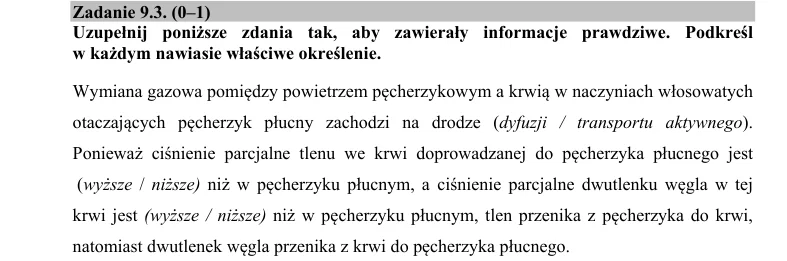 Zadanie 9.3. (0–1)
Uzupełnij poniższe zdania tak, aby zawierały informacje prawdziwe. Podkreśl
w każdym nawiasie właściwe określenie.
Wymiana gazowa pomiędzy powietrzem pęcherzykowym a krwią w naczyniach włosowatych
otaczających pęcherzyk płucny zachodzi na drodze (dyfuzji / transportu aktywnego).
Ponieważ ciśnienie parcjalne tlenu we krwi doprowadzanej do pęcherzyka płucnego jest
(wyższe / niższe) niż w pęcherzyku płucnym, a ciśnienie parcjalne dwutlenku węgla w tej
krwi jest (wyższe / niższe) niż w pęcherzyku płucnym, tlen przenika z pęcherzyka do krwi,
natomiast dwutlenek węgla przenika z krwi do pęcherzyka płucnego.